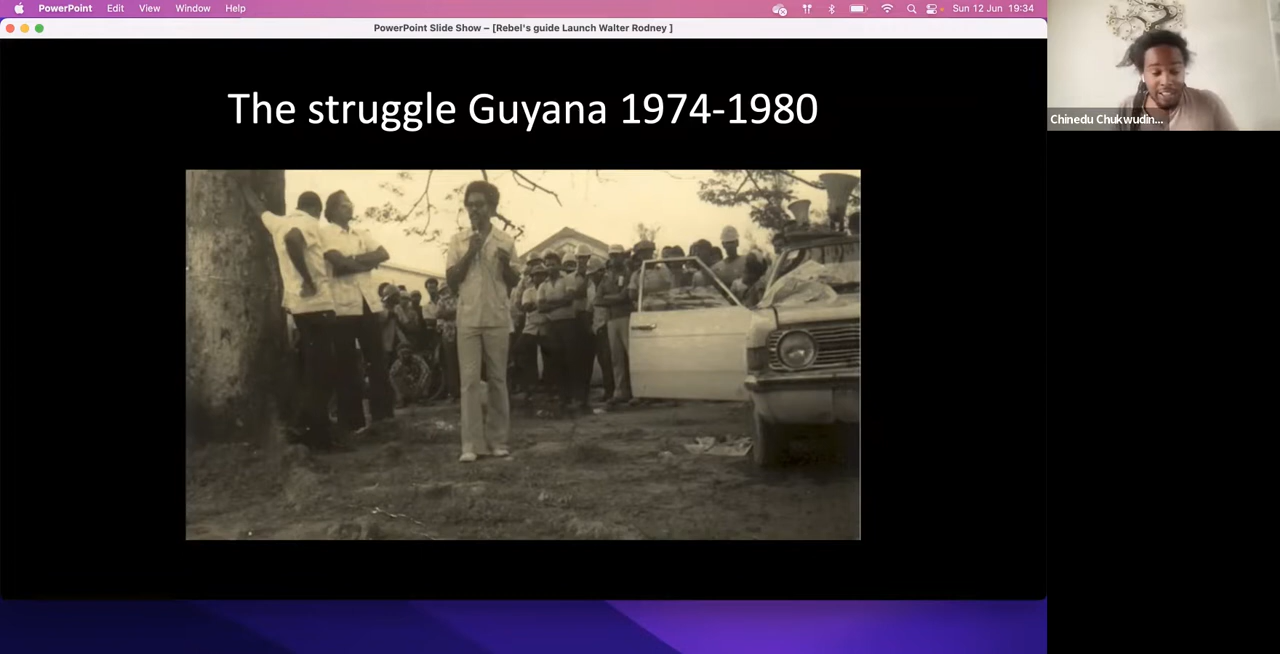 PowerPoint Edit View Window Help Sun 12 Jun 19:34
PowerPoint Slide Show – [Rebel's guide Launch Walter Rodney ]
The struggle Guyana 1974-1980
Chinedu Chukwudin...